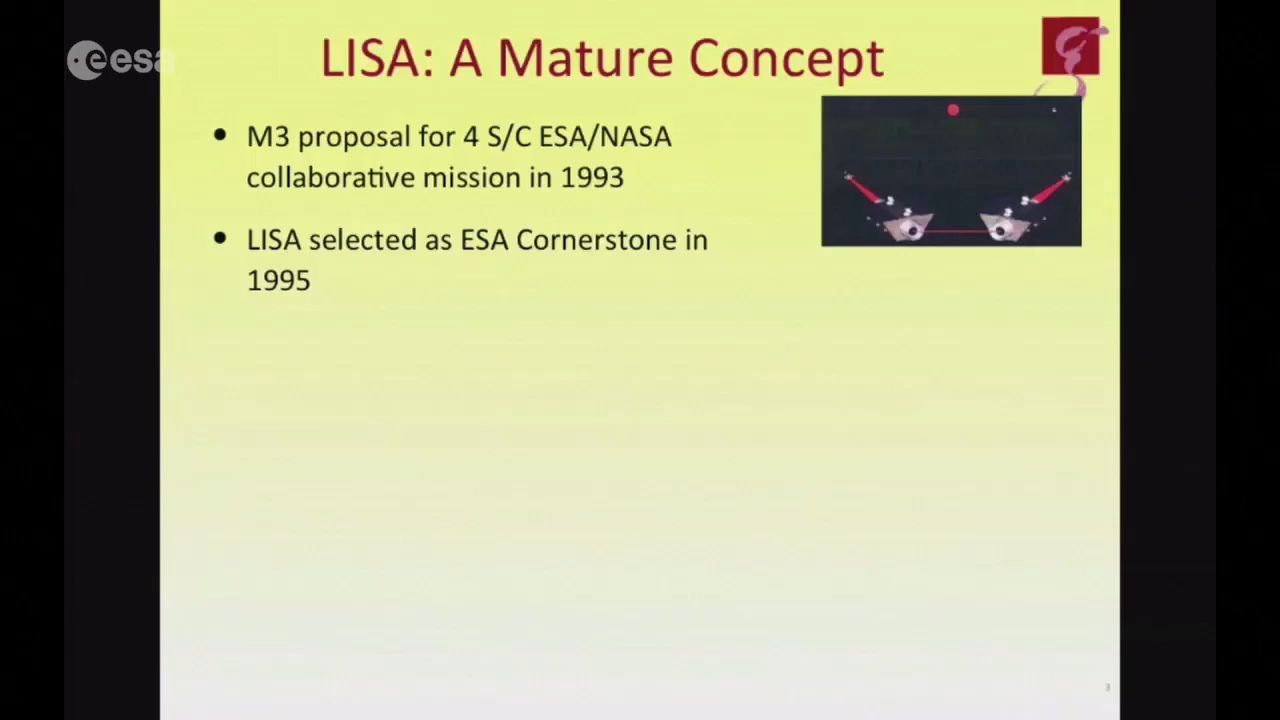 esa
LISA: A Mature Concept
• M3 proposal for 4 S/C ESA/NASA
collaborative mission in 1993
• LISA selected as ESA Cornerstone in
1995
3